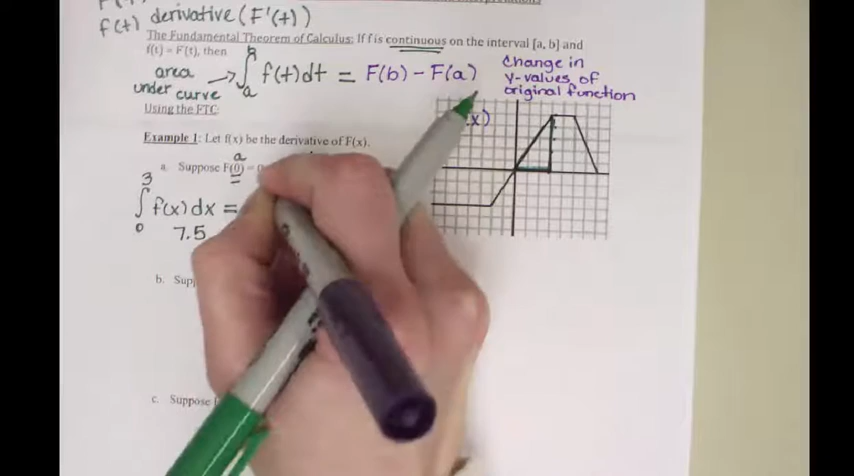 f(t) derivative (F'(t))
The Fundamental Theorem of Calculus: If f is continuous on the interval [a, b] and
f(t) = F'(t), then
b
area under curve → ∫ f(t)dt = F(b) - F(a)
a
Change in
y-values of
original function
Using the FTC:
x)
Example 1: Let f(x) be the derivative of F(x).
a
a. Suppose F(0) =
3
∫ f(x)dx =
0
7.5
b. Sup
c. Suppose